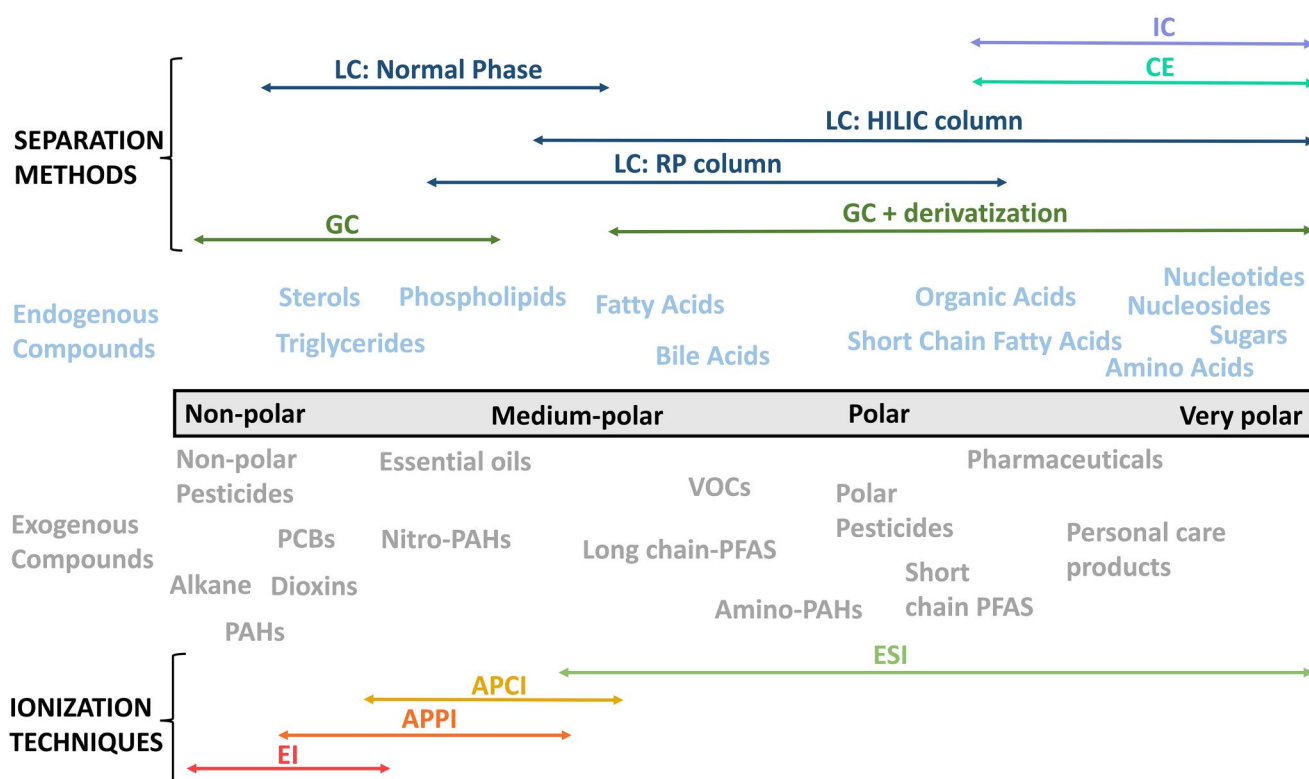 IC
LC: Normal Phase
CE
SEPARATION
METHODS
LC: HILIC column
LC: RP column
GC
GC + derivatization
Endogenous
Compounds
Sterols
Phospholipids
Fatty Acids
Organic Acids
Nucleotides
Nucleosides
Triglycerides
Bile Acids
Short Chain Fatty Acids
Sugars
Amino Acids
Non-polar
Medium-polar
Polar
Very polar
Exogenous
Compounds
Non-polar
Pesticides
Essential oils
VOCs
Polar
Pesticides
Pharmaceuticals
PCBs
Nitro-PAHs
Long chain-PFAS
Personal care
products
Alkane
Dioxins
Amino-PAHs
Short
chain PFAS
PAHs
IONIZATION
TECHNIQUES
ESI
APCI
APPI
EI